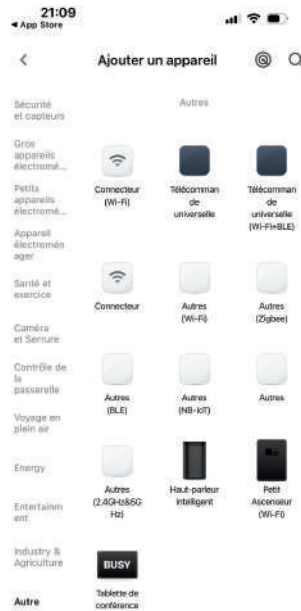 21:09
App Store
Ajouter un appareil
Sécurité
et capteurs
Gros
appareils
électromé...
Petits
appareils
électromé...
Appareil
électromén
ager
Santé et
exercice
Caméra
et Serrure
Contrôle de
la
passerelle
Voyage en
plein air
Energy
Entertainm
ent
Industry &
Agriculture
Autre
Autres
Connecteur
(Wi-Fi)
Télécomman
de
universelle
Télécomman
de
universelle
(Wi-Fi+BLE)
Connecteur
Autres
(Wi-Fi)
Autres
(Zigbee)
Autres
(BLE)
Autres
(NB-IoT)
Autres
Autres
(2.4GHz&5G
Hz)
Haut-parleur
intelligent
Petit
Ascenseur
(Wi-Fi)
BUSY
Tablette de
conférence